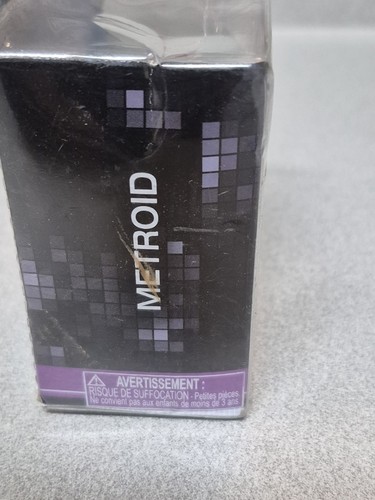 METROID
AVERTISSEMENT :
RISQUE DE SUFFOCATION - Petites pièces.
Ne convient pas aux enfants de moins de 3 ans.